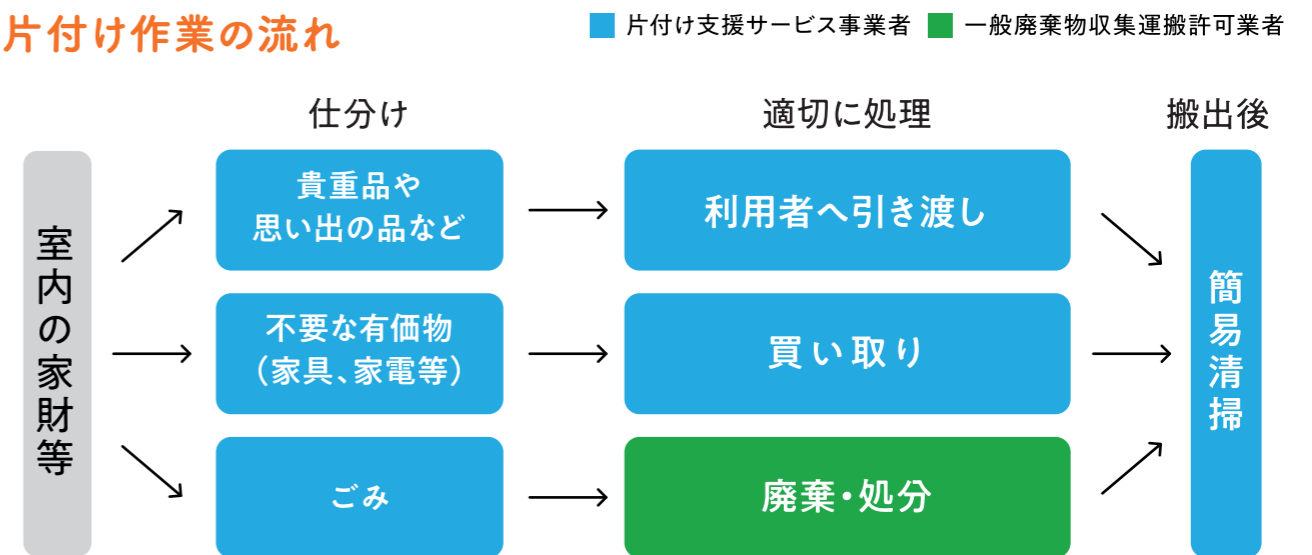 片付け作業の流れ
片付け支援サービス事業者
一般廃棄物収集運搬許可業者
仕分け
適切に処理
搬出後
室内の家財等
貴重品や
思い出の品など
利用者へ引き渡し
不要な有価物
（家具、家電等）
買い取り
ごみ
廃棄・処分
簡易清掃